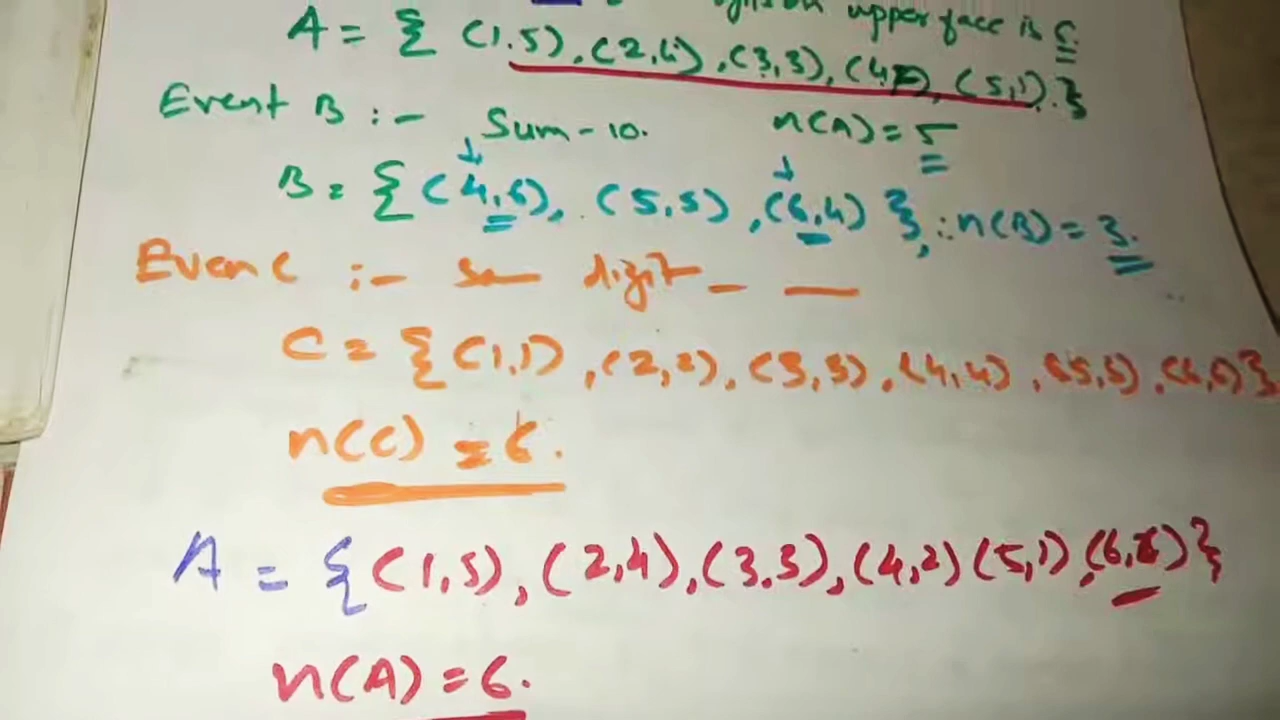 upper face is 6.
A = { (1.5), (2,4), (3,3), (4,2), (5,1). }
Event B :- Sum - 10. n(A) = 5
B = { (4,6), (5,5), (6,4) }, ∴ n(B) = 3.
Even C :- digit _ _
C = { (1,1), (2,2), (3,3), (4,4), (5,5), (6,6) }
n(C) = 6.
A = { (1,5), (2,4), (3.3), (4,2) (5,1), (6,6) }
n(A) = 6.